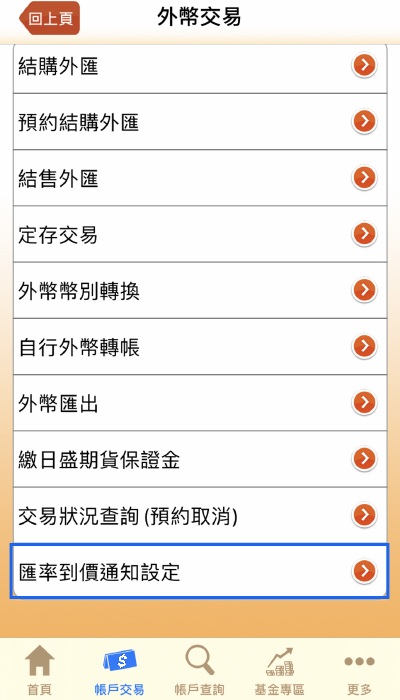 回上頁
外幣交易
結購外匯
預約結購外匯
結售外匯
定存交易
外幣幣別轉換
自行外幣轉帳
外幣匯出
繳日盛期貨保證金
交易狀況查詢 (預約取消)
匯率到價通知設定
首頁
帳戶交易
帳戶查詢
基金專區
更多